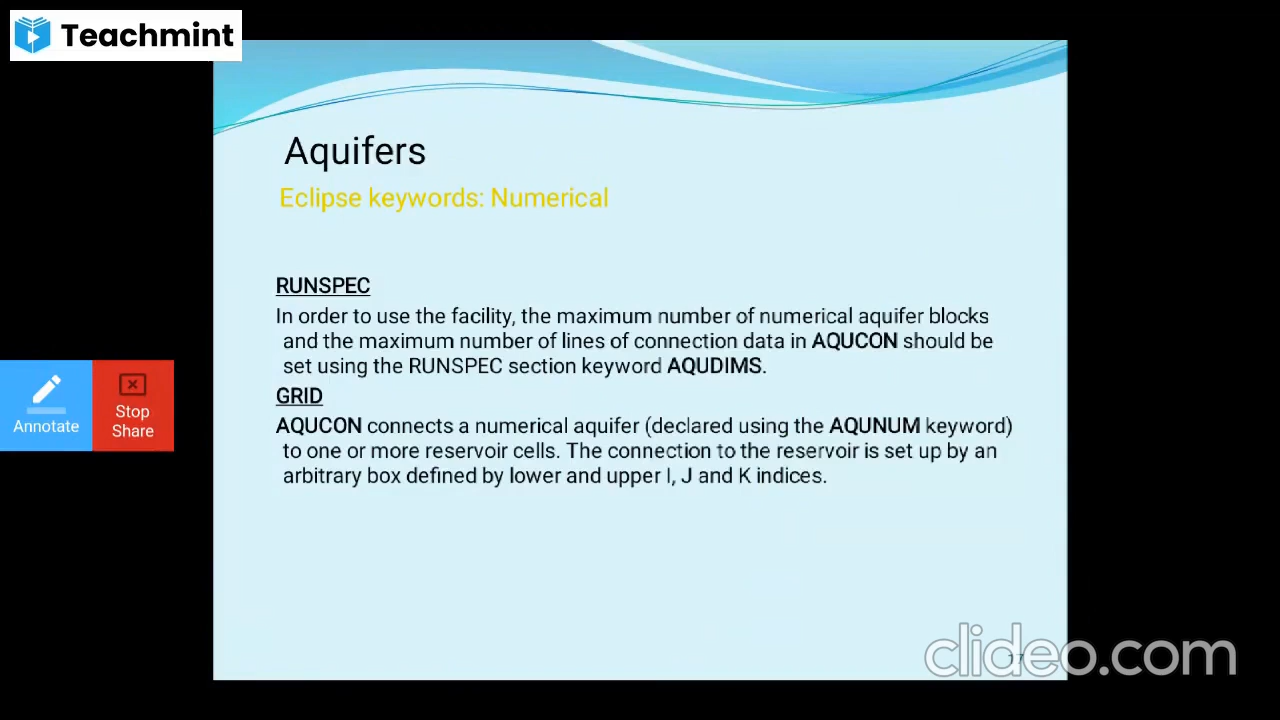 Teachmint
Aquifers
Eclipse keywords: Numerical
RUNSPEC
In order to use the facility, the maximum number of numerical aquifer blocks
and the maximum number of lines of connection data in AQUCON should be
set using the RUNSPEC section keyword AQUDIMS.
GRID
AQUCON connects a numerical aquifer (declared using the AQUNUM keyword)
to one or more reservoir cells. The connection to the reservoir is set up by an
arbitrary box defined by lower and upper I, J and K indices.
Annotate
Stop
Share
17
clideo.com